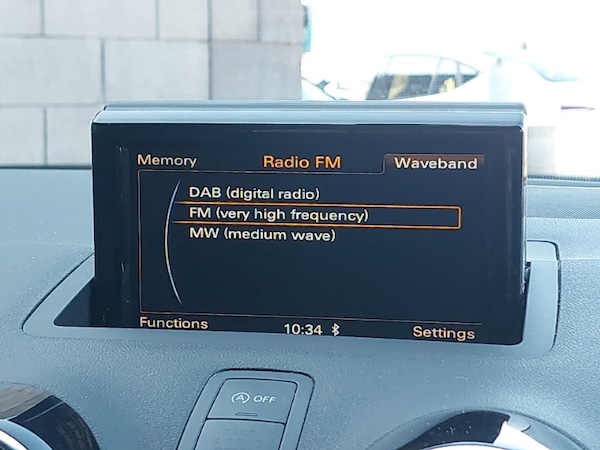 Memory Radio FM Waveband
DAB (digital radio)
FM (very high frequency)
MW (medium wave)
Functions 10:34 Settings
A OFF